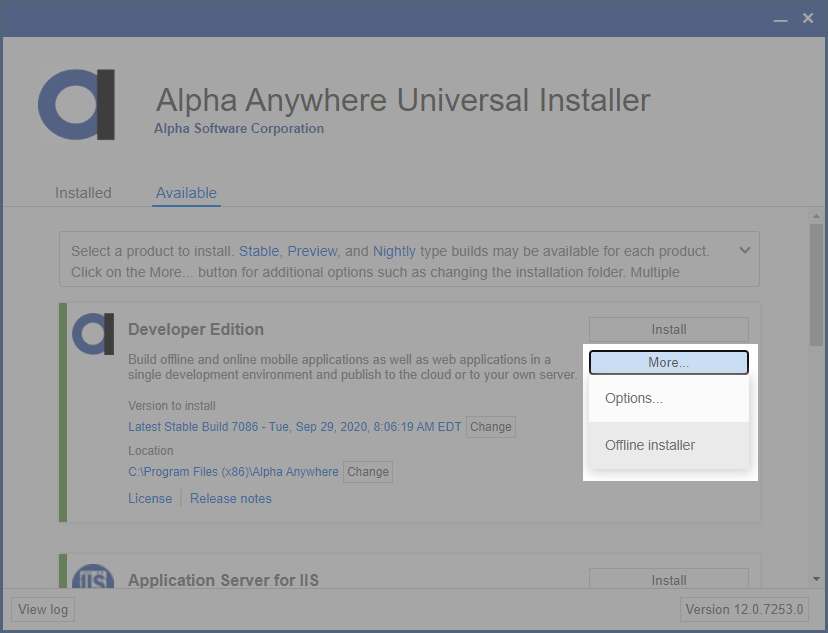 Alpha Anywhere Universal Installer
Alpha Software Corporation
Installed
Available
Select a product to install. Stable, Preview, and Nightly type builds may be available for each product.
Click on the More... button for additional options such as changing the installation folder. Multiple
Developer Edition
Install
Build offline and online mobile applications as well as web applications in a
single development environment and publish to the cloud or to your own server.
More...
Options...
Offline installer
Version to install
Latest Stable Build 7086 - Tue, Sep 29, 2020, 8:06:19 AM EDT
Change
Location
C:\Program Files (x86)\Alpha Anywhere
Change
License
Release notes
IIS
Application Server for IIS
Install
View log
Version 12.0.7253.0